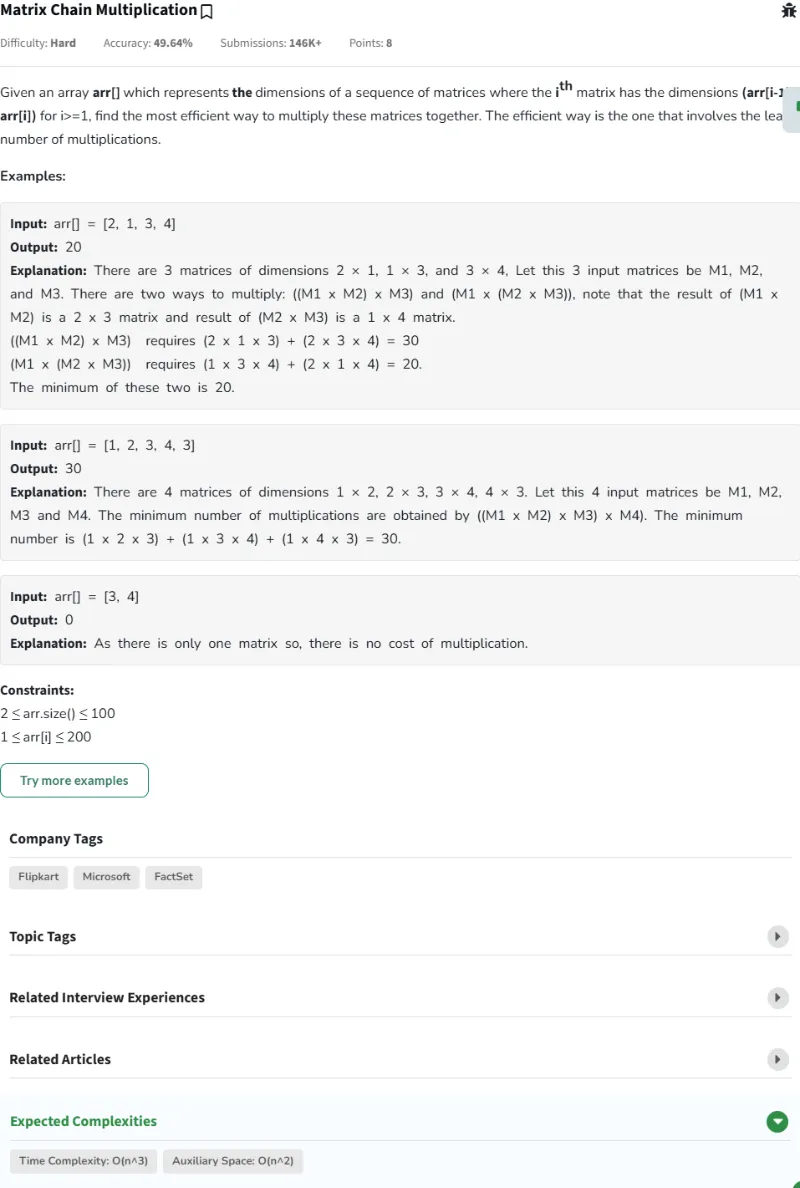 Matrix Chain Multiplication
Difficulty: Hard Accuracy: 49.64% Submissions: 146K+ Points: 8
Given an array arr[] which represents the dimensions of a sequence of matrices where the ith matrix has the dimensions (arr[i-1
arr[i]) for i>=1, find the most efficient way to multiply these matrices together. The efficient way is the one that involves the lea
number of multiplications.
Examples:
Input: arr[] = [2, 1, 3, 4]
Output: 20
Explanation: There are 3 matrices of dimensions 2 × 1, 1 × 3, and 3 × 4, Let this 3 input matrices be M1, M2,
and M3. There are two ways to multiply: ((M1 x M2) x M3) and (M1 x (M2 x M3)), note that the result of (M1 x
M2) is a 2 x 3 matrix and result of (M2 x M3) is a 1 x 4 matrix.
((M1 x M2) x M3) requires (2 x 1 x 3) + (2 x 3 x 4) = 30
(M1 x (M2 x M3)) requires (1 x 3 x 4) + (2 x 1 x 4) = 20.
The minimum of these two is 20.
Input: arr[] = [1, 2, 3, 4, 3]
Output: 30
Explanation: There are 4 matrices of dimensions 1 × 2, 2 × 3, 3 × 4, 4 × 3. Let this 4 input matrices be M1, M2,
M3 and M4. The minimum number of multiplications are obtained by ((M1 x M2) x M3) x M4). The minimum
number is (1 x 2 x 3) + (1 x 3 x 4) + (1 x 4 x 3) = 30.
Input: arr[] = [3, 4]
Output: 0
Explanation: As there is only one matrix so, there is no cost of multiplication.
Constraints:
2 ≤ arr.size() ≤ 100
1 ≤ arr[i] ≤ 200
Try more examples
Company Tags
Flipkart Microsoft FactSet
Topic Tags
Related Interview Experiences
Related Articles
Expected Complexities
Time Complexity: O(n^3) Auxiliary Space: O(n^2)